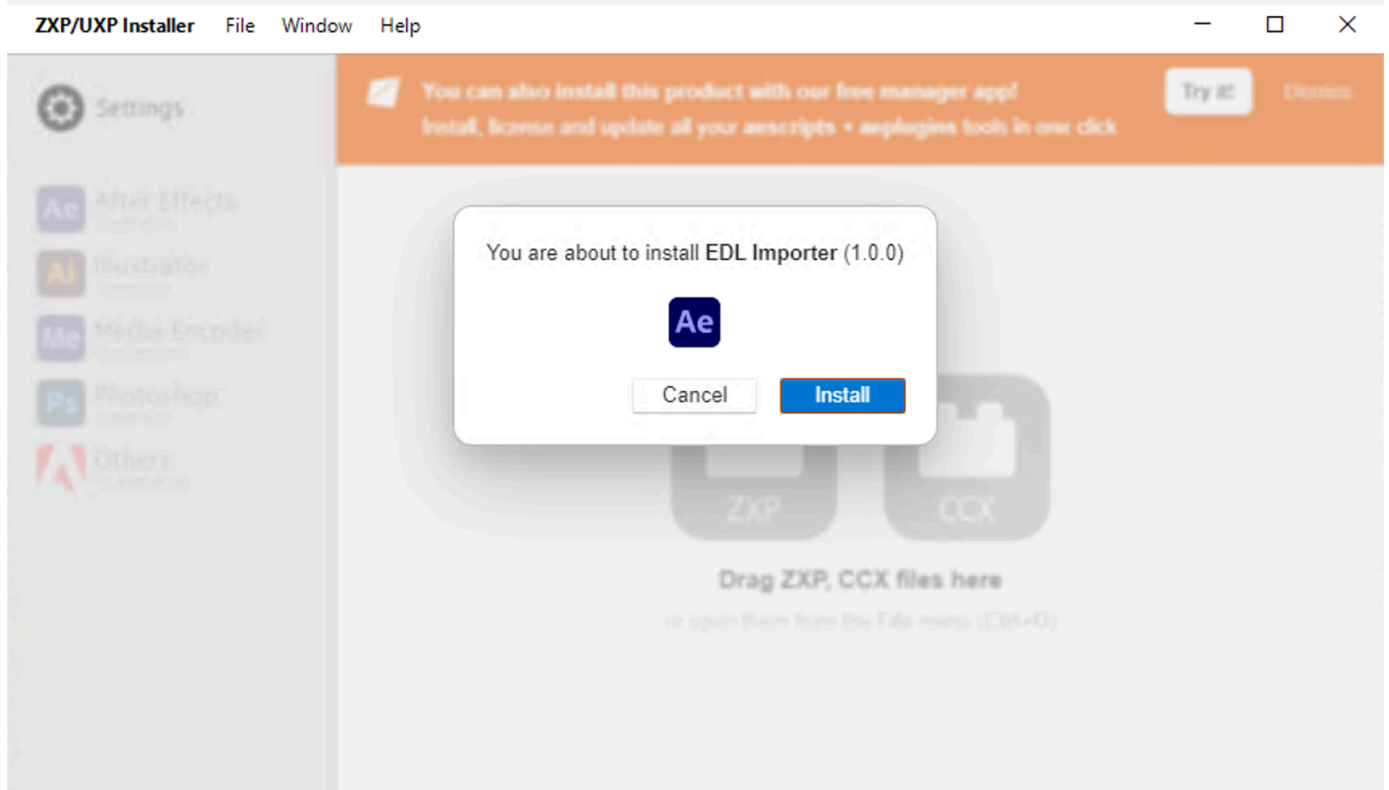 ZXP/UXP Installer File Window Help
Settings
You can also install this product with our free manager app!
Install, license and update all your aescripts + aeplugins tools in one click
Try it!
Dismiss
Ae After Effects
Ai Illustrator
Me Media Encoder
Ps Photoshop
Others
You are about to install EDL Importer (1.0.0)
Ae
Cancel Install
ZXP CCX
Drag ZXP, CCX files here
or open them from the File menu (Ctrl+O)